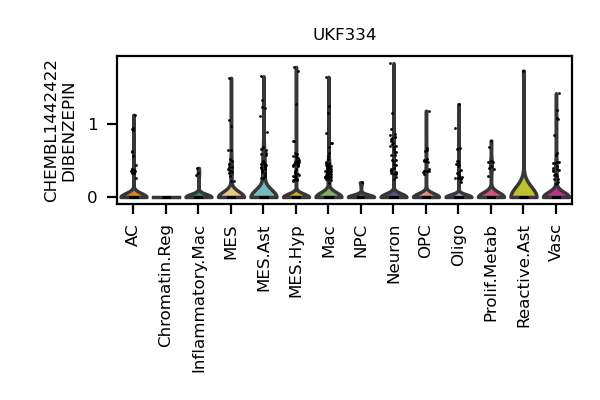 UKF334
CHEMBL1442422
DIBENZEPIN
1
0
AC
Chromatin.Reg
Inflammatory.Mac
MES
MES.Ast
MES.Hyp
Mac
NPC
Neuron
OPC
Oligo
Prolif.Metab
Reactive.Ast
Vasc